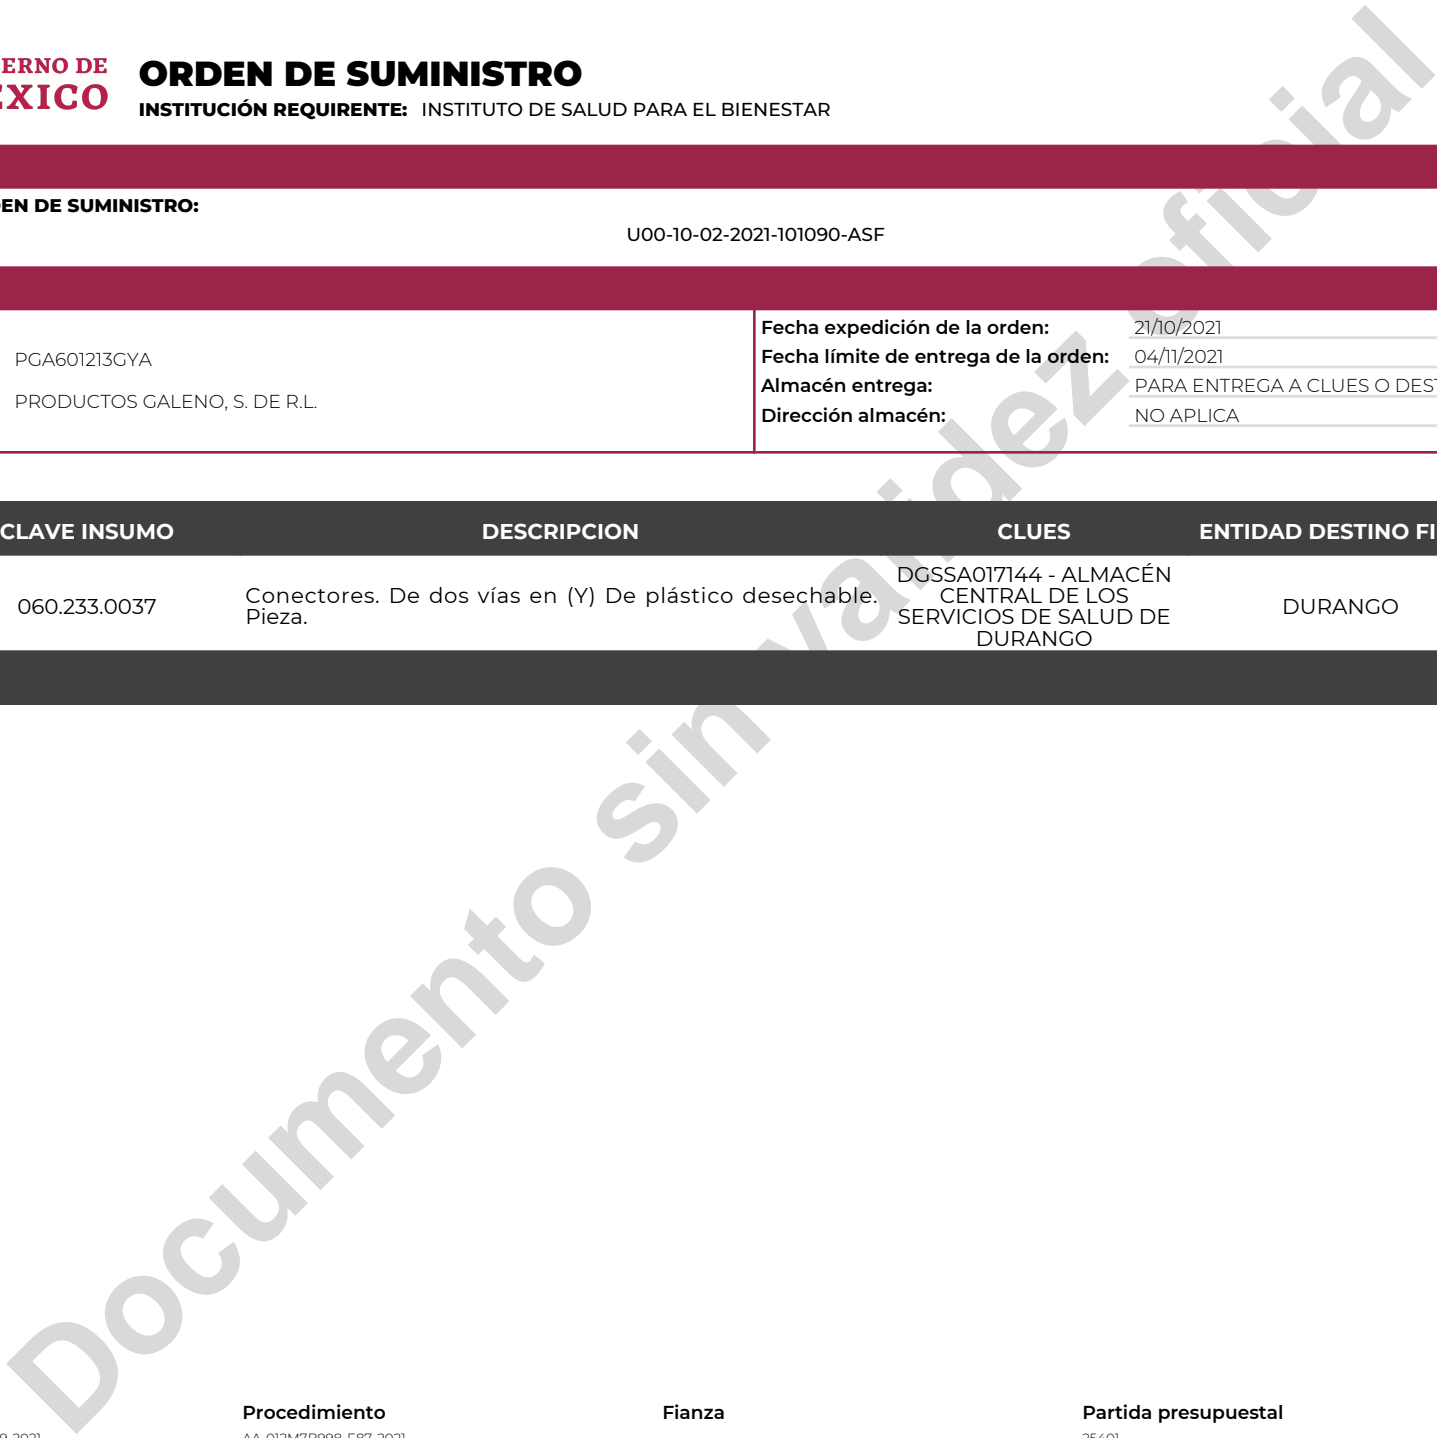 ERNO DE
EXICO
ORDEN DE SUMINISTRO
INSTITUCIÓN REQUIRENTE: INSTITUTO DE SALUD PARA EL BIENESTAR
EN DE SUMINISTRO:
U00-10-02-2021-101090-ASF
PGA601213GYA
PRODUCTOS GALENO, S. DE R.L.
Fecha expedición de la orden: 21/10/2021
Fecha límite de entrega de la orden: 04/11/2021
Almacén entrega: PARA ENTREGA A CLUES O DEST
Dirección almacén: NO APLICA
CLAVE INSUMO DESCRIPCION CLUES ENTIDAD DESTINO FI
060.233.0037
Conectores. De dos vías en (Y) De plástico desechable.
Pieza.
DGSSA017144 - ALMACÉN
CENTRAL DE LOS
SERVICIOS DE SALUD DE
DURANGO
DURANGO
Documento sin validez oficial
Procedimiento Fianza Partida presupuestal